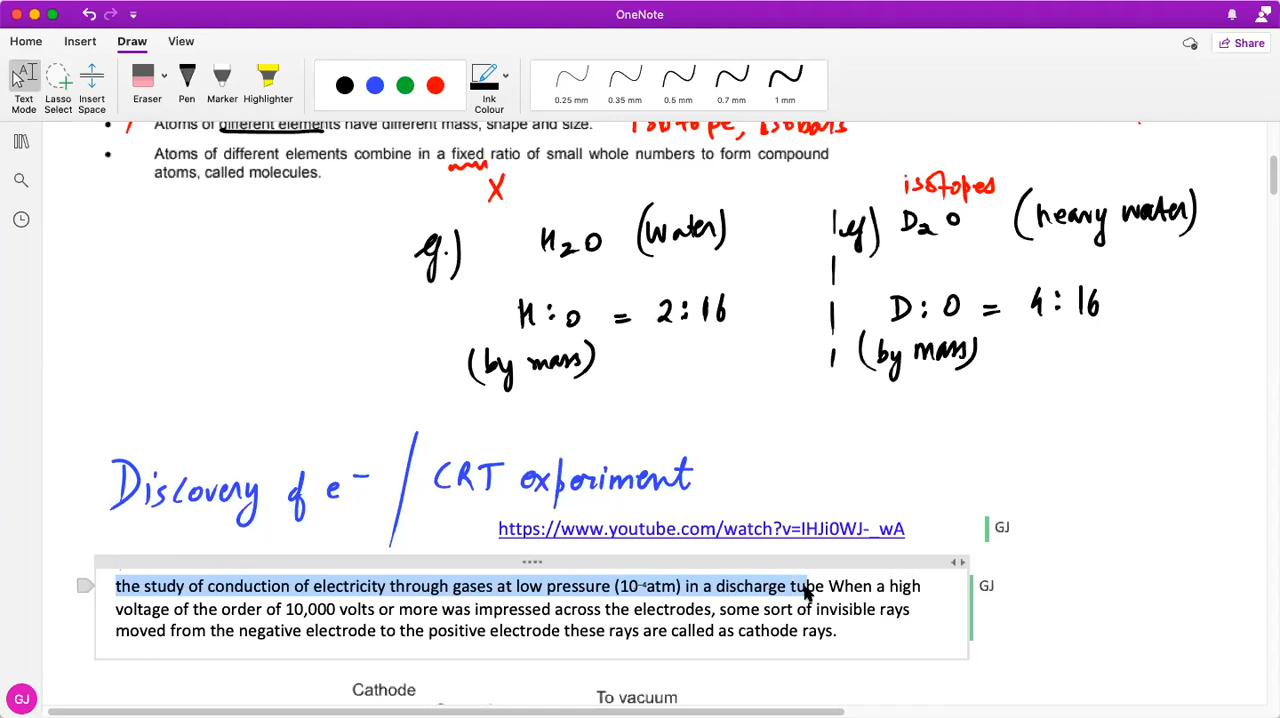 OneNote
Home Insert Draw View
Share
Text Mode
Lasso Select
Insert Space
Eraser
Pen
Marker
Highlighter
Ink Colour
0.25 mm
0.35 mm
0.5 mm
0.7 mm
1 mm
• Atoms of different elements have different mass, shape and size. isotope, isobars
• Atoms of different elements combine in a fixed ratio of small whole numbers to form compound
atoms, called molecules.
X
isotopes
eg.) H2O (water)
eg) D2O (heavy water)
H:O = 2:16
(by mass)
D:O = 4:16
(by mass)
Discovery of e– / CRT experiment
https://www.youtube.com/watch?v=IHJi0WJ-_wA
GJ
the study of conduction of electricity through gases at low pressure (10⁻⁴atm) in a discharge tube When a high
voltage of the order of 10,000 volts or more was impressed across the electrodes, some sort of invisible rays
moved from the negative electrode to the positive electrode these rays are called as cathode rays.
GJ
Cathode
To vacuum
GJ